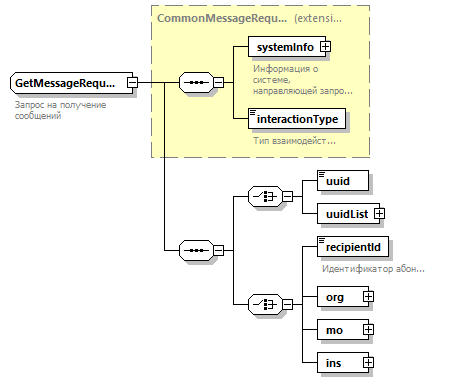 CommonMessageRequ... (extensi...
systemInfo
Информация о
системе,
направляющей запро...
GetMessageRequ...
Запрос на получение
сообщений
interactionType
Тип взаимодейст...
uuid
uuidList
recipientId
Идентификатор абон...
org
mo
ins